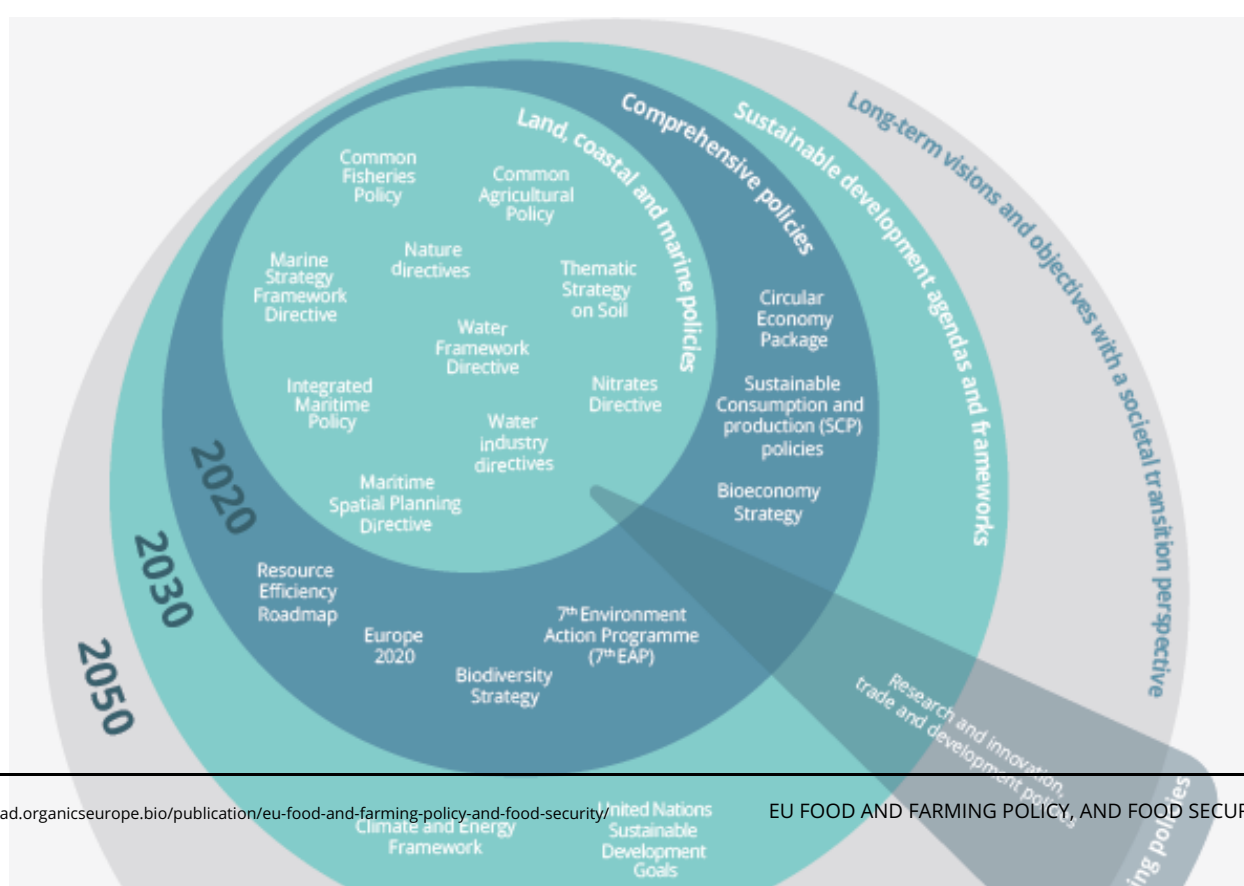 Long-term visions and objectives with a societal transition perspective
Sustainable development agendas and frameworks
Comprehensive policies
Land, coastal and marine policies
Common
Fisheries
Policy
Common
Agricultural
Policy
Nature
directives
Marine
Strategy
Framework
Directive
Thematic
Strategy
on Soil
Water
Framework
Directive
Integrated
Maritime
Policy
Nitrates
Directive
Water
industry
directives
Maritime
Spatial Planning
Directive
Circular
Economy
Package
Sustainable
Consumption and
production (SCP)
policies
Bioeconomy
Strategy
2020
2030
2050
Resource
Efficiency
Roadmap
Europe
2020
Biodiversity
Strategy
7th Environment
Action Programme
(7th EAP)
Research and innovation,
trade and development policies
ing policies
Climate and Energy
Framework
United Nations
Sustainable
Development
Goals
ad.organicseurope.bio/publication/eu-food-and-farming-policy-and-food-security/
EU FOOD AND FARMING POLICY, AND FOOD SECUR